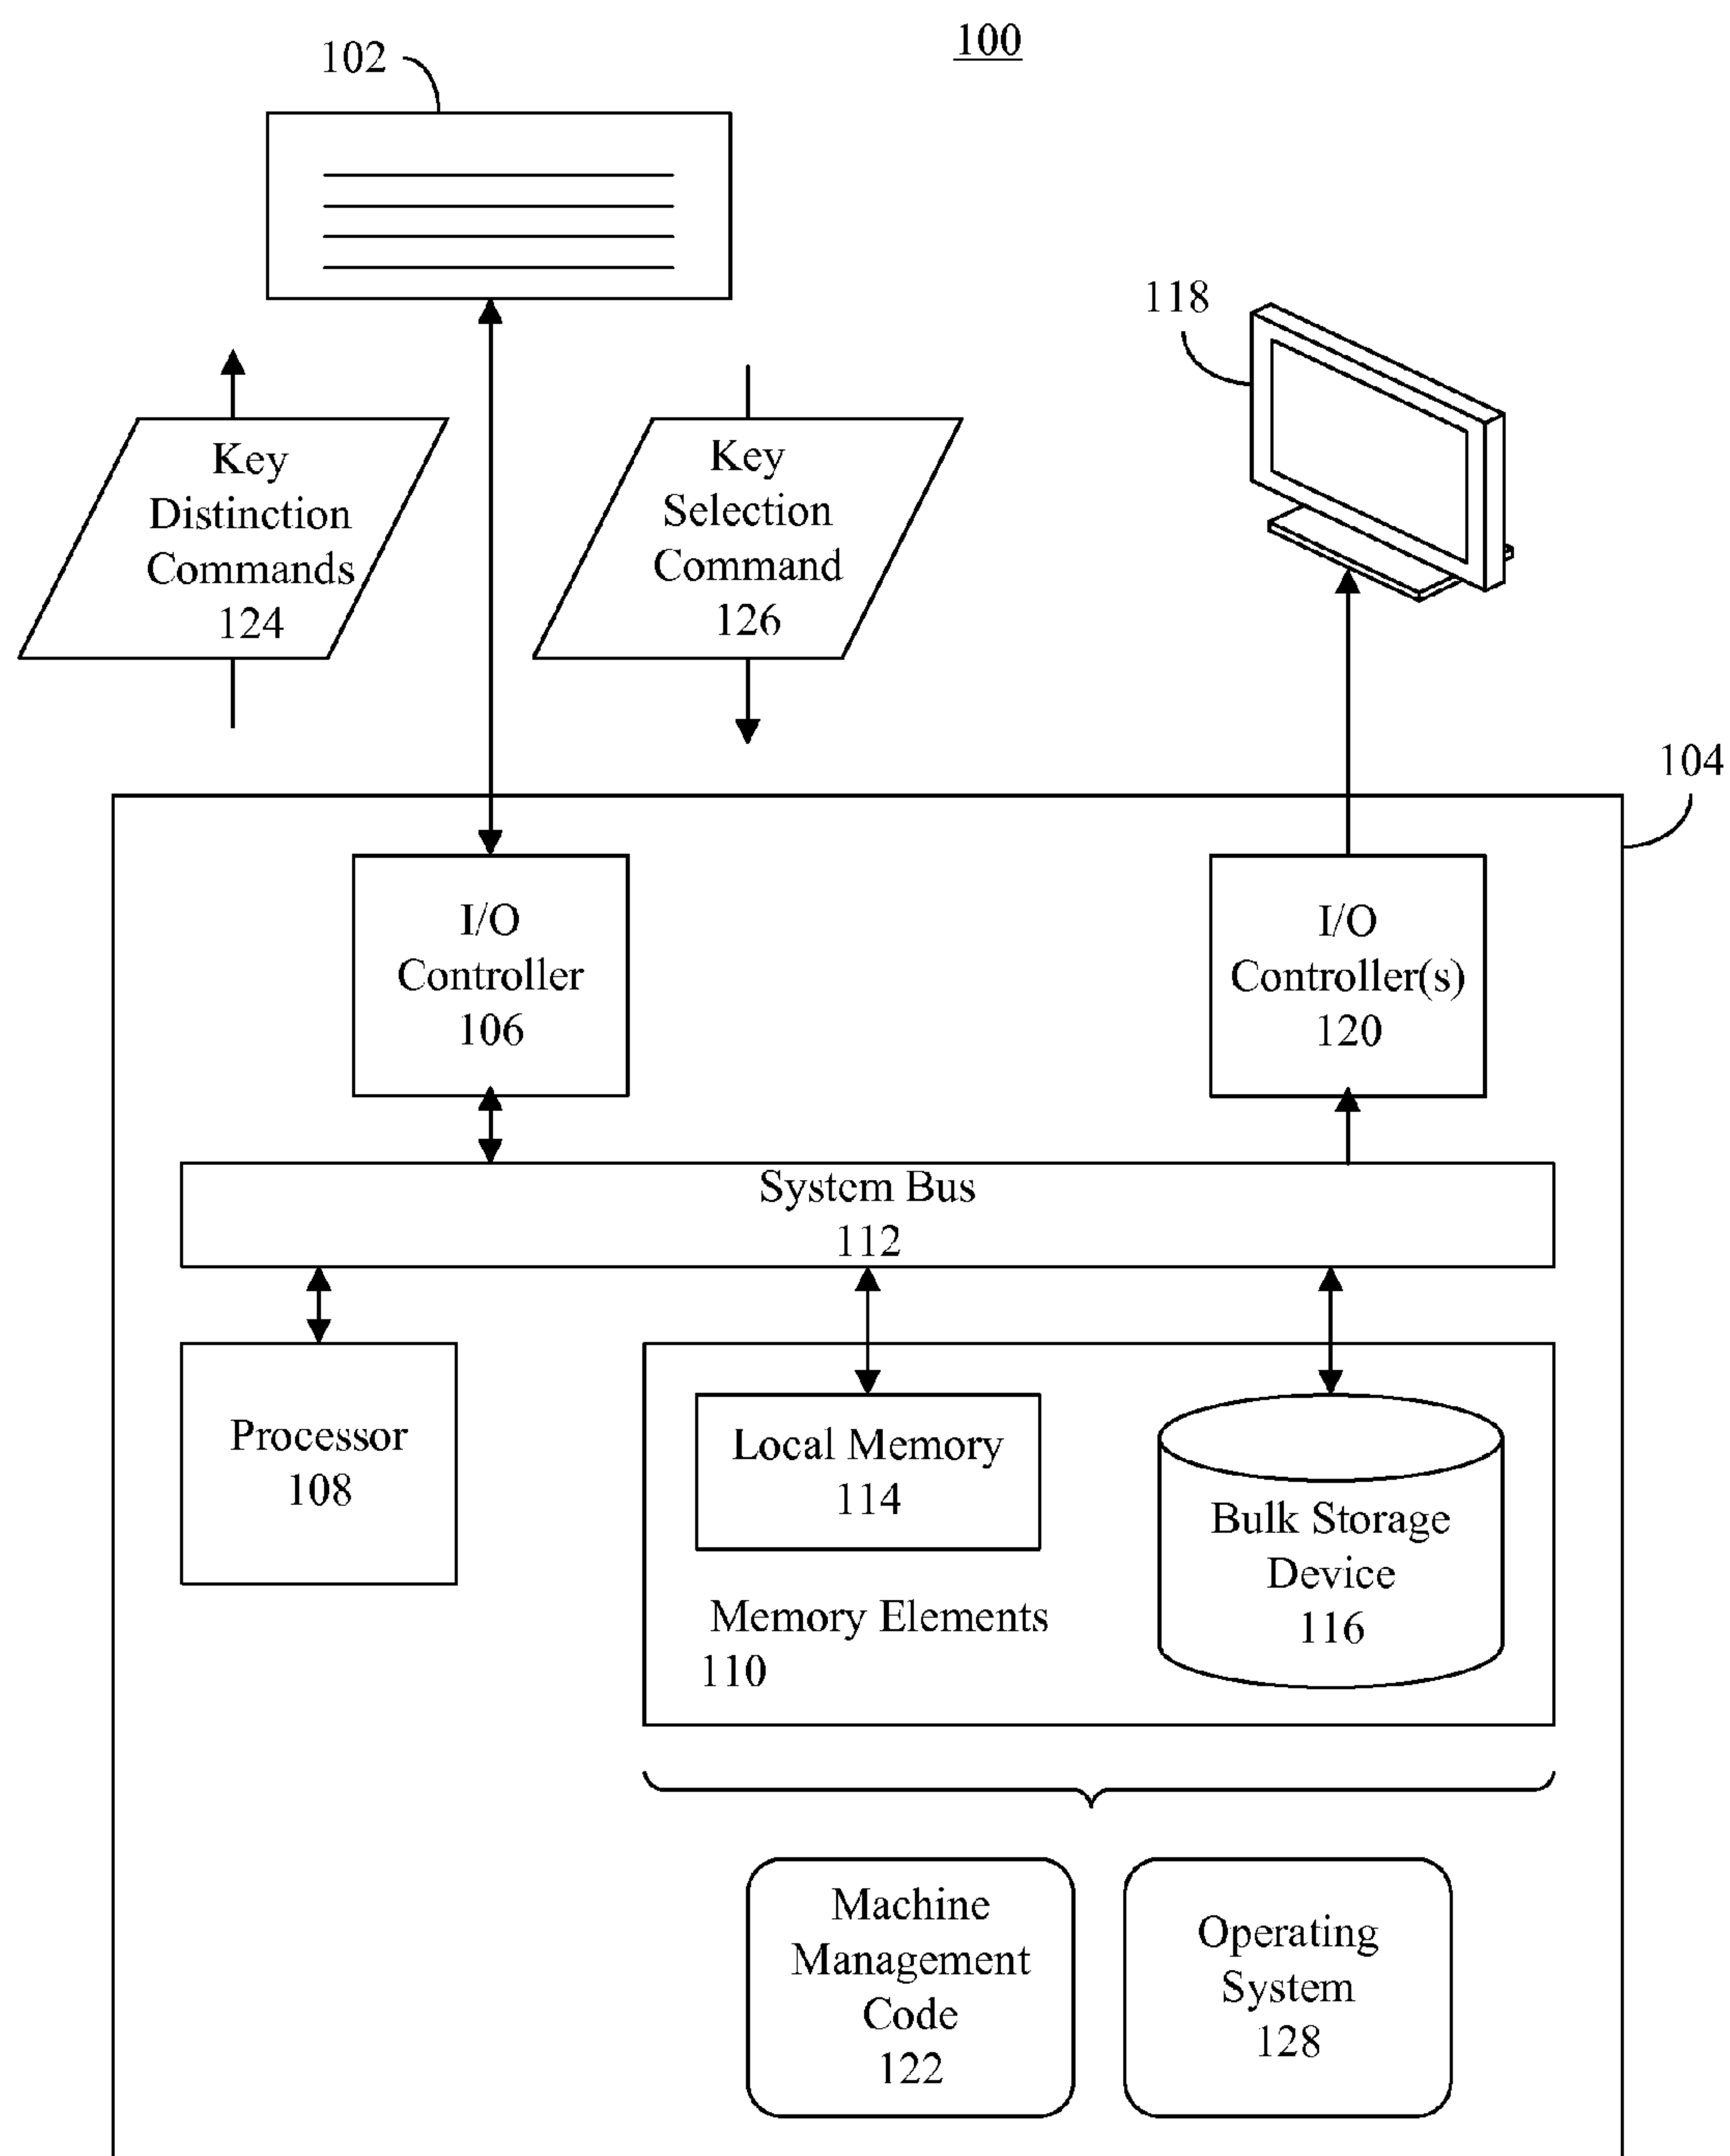 100
102
118
Key
Distinction
Commands
124
Key
Selection
Command
126
104
I/O
Controller
106
I/O
Controller(s)
120
System Bus
112
Processor
108
Local Memory
114
Memory Elements
110
Bulk Storage
Device
116
Machine
Management
Code
122
Operating
System
128